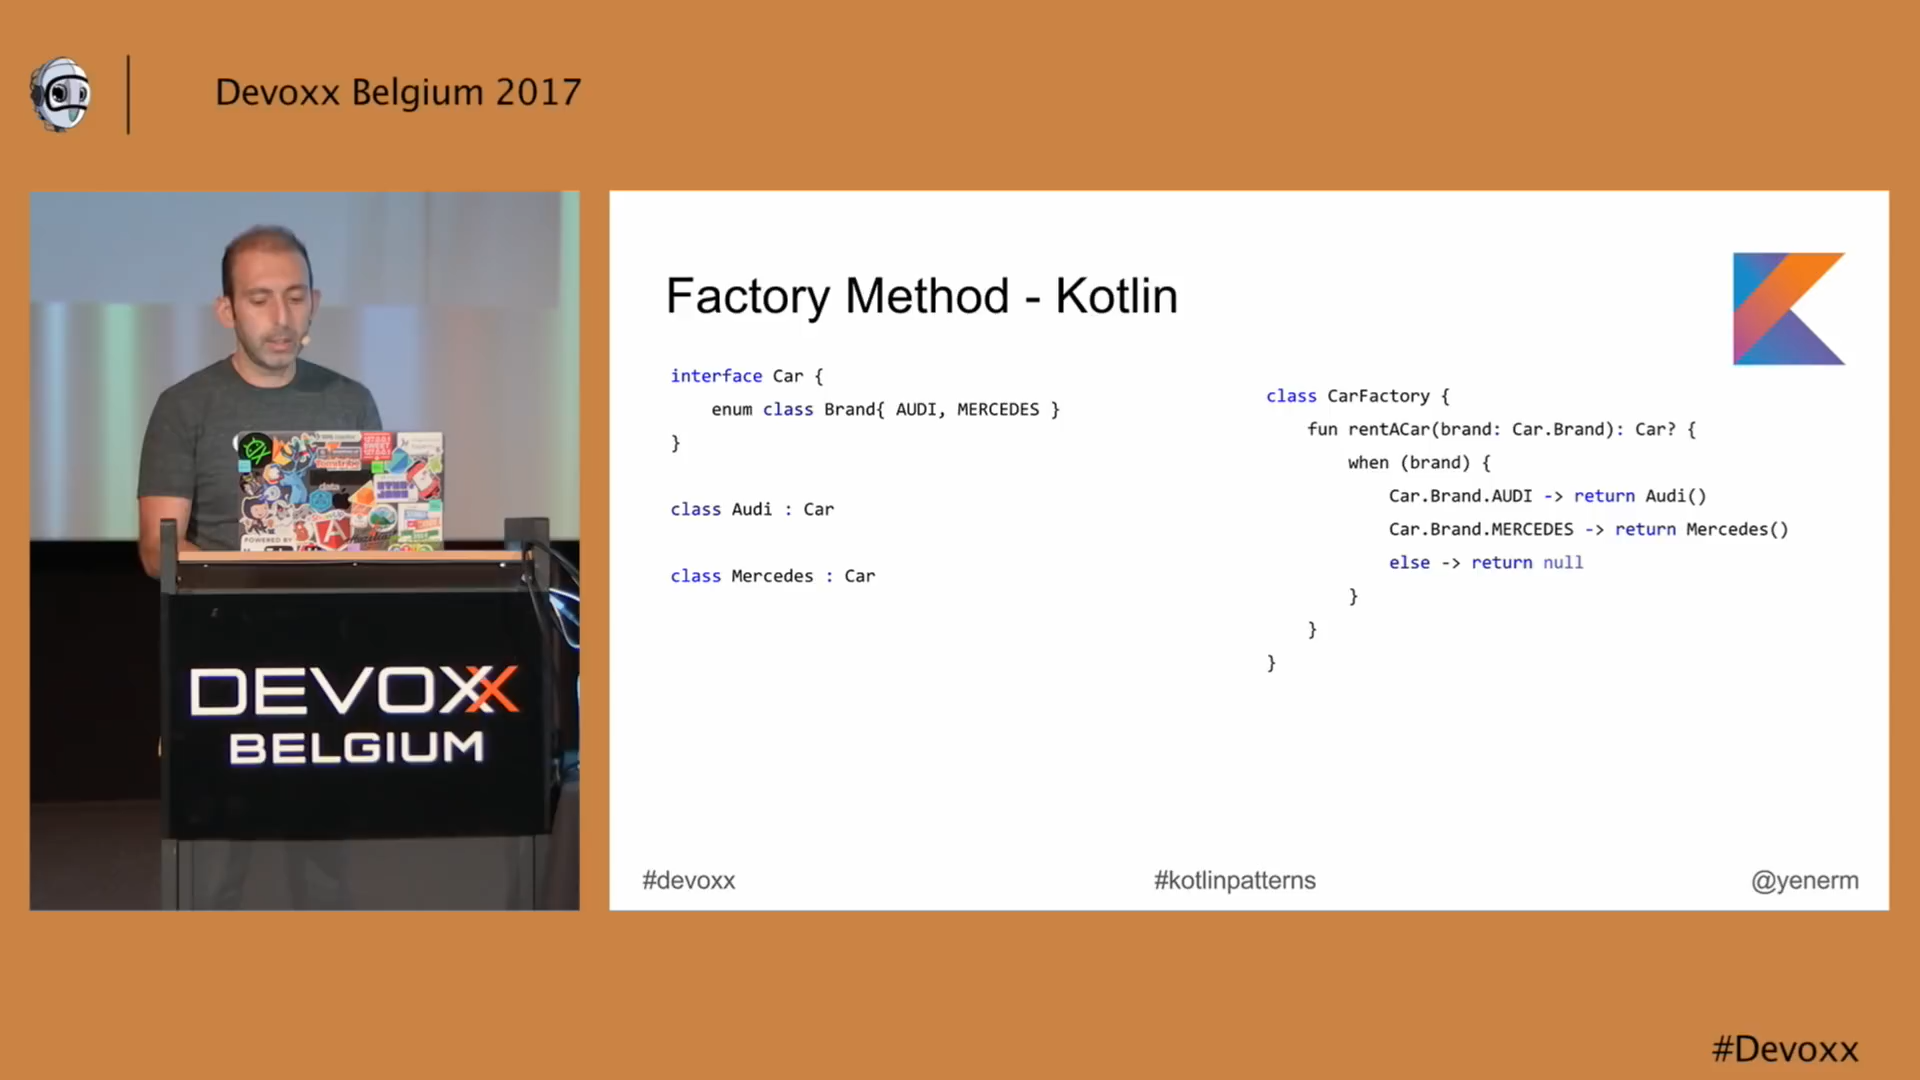 Devoxx Belgium 2017
Factory Method - Kotlin
interface Car {
    enum class Brand{ AUDI, MERCEDES }
}
class Audi : Car
class Mercedes : Car
class CarFactory {
    fun rentACar(brand: Car.Brand): Car? {
        when (brand) {
            Car.Brand.AUDI -> return Audi()
            Car.Brand.MERCEDES -> return Mercedes()
            else -> return null
        }
    }
}
#devoxx
#kotlinpatterns
@yenerm
POWERED BY
DEVOXX
BELGIUM
#Devoxx